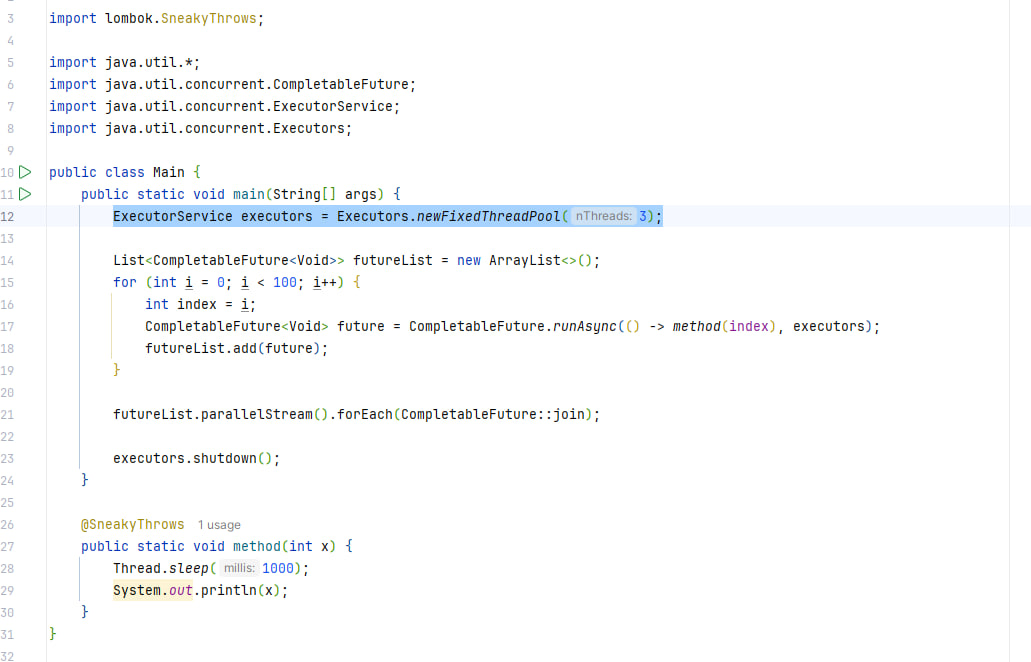 3 import lombok.SneakyThrows;
4
5 import java.util.*;
6 import java.util.concurrent.CompletableFuture;
7 import java.util.concurrent.ExecutorService;
8 import java.util.concurrent.Executors;
9
10 public class Main {
11     public static void main(String[] args) {
12         ExecutorService executors = Executors.newFixedThreadPool( nThreads: 3);
13
14         List<CompletableFuture<Void>> futureList = new ArrayList<>();
15         for (int i = 0; i < 100; i++) {
16             int index = i;
17             CompletableFuture<Void> future = CompletableFuture.runAsync(() -> method(index), executors);
18             futureList.add(future);
19         }
20
21         futureList.parallelStream().forEach(CompletableFuture::join);
22
23         executors.shutdown();
24     }
25
26     @SneakyThrows 1 usage
27     public static void method(int x) {
28         Thread.sleep( millis: 1000);
29         System.out.println(x);
30     }
31 }
32